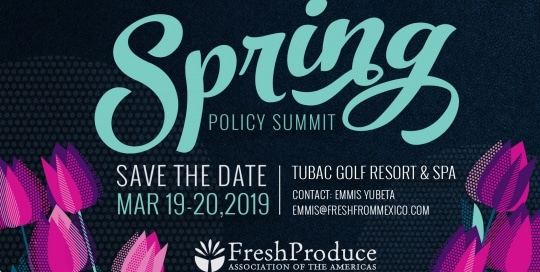 Spring
POLICY SUMMIT
SAVE THE DATE
MAR 19-20,2019
TUBAC GOLF RESORT & SPA
CONTACT: EMMIS YUBETA
EMMIS@FRESHFROMMEXICO.COM
FreshProduce
ASSOCIATION OF THE AMERICAS